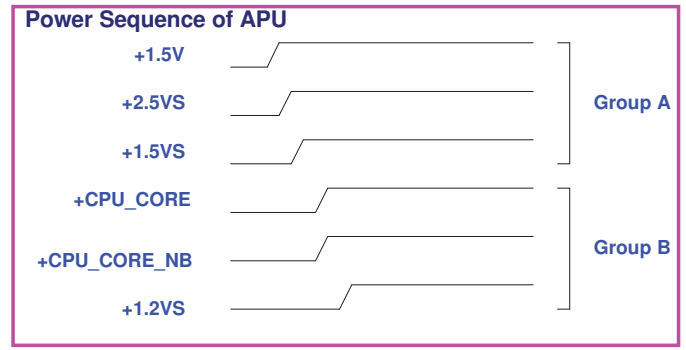 Power Sequence of APU
+1.5V
+2.5VS
Group A
+1.5VS
+CPU_CORE
+CPU_CORE_NB
Group B
+1.2VS